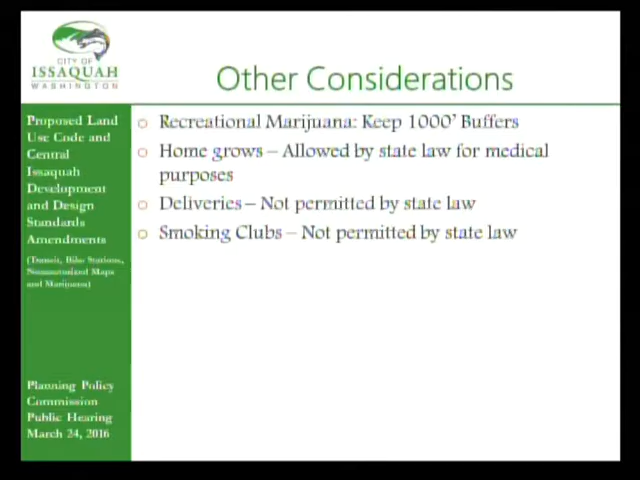 CITY OF
ISSAQUAH
WASHINGTON
Other Considerations
Proposed Land
Use Code and
Central
Issaquah
Development
and Design
Standards
Amendments
(Transit, Bike Stations,
Nonmotorized Maps
and Marijuana)
Planning Policy
Commission
Public Hearing
March 24, 2016
Recreational Marijuana: Keep 1000' Buffers
Home grows – Allowed by state law for medical
purposes
Deliveries – Not permitted by state law
Smoking Clubs – Not permitted by state law